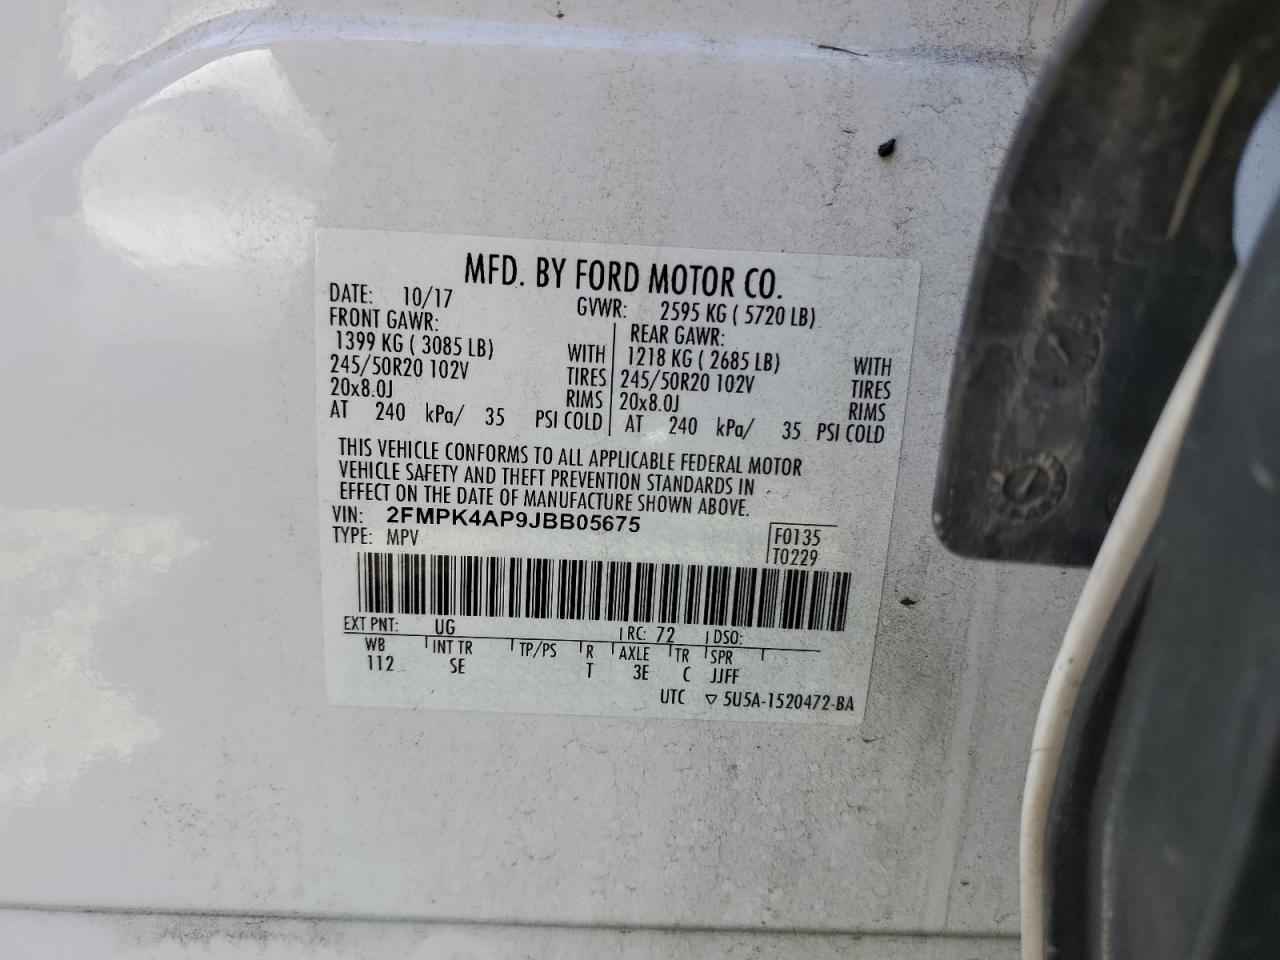 MFD. BY FORD MOTOR CO.
DATE: 10/17 GVWR: 2595 KG ( 5720 LB)
FRONT GAWR: REAR GAWR:
1399 KG ( 3085 LB) WITH 1218 KG ( 2685 LB) WITH
245/50R20 102V TIRES 245/50R20 102V TIRES
20x8.0J RIMS 20x8.0J RIMS
AT 240 kPa/ 35 PSI COLD AT 240 kPa/ 35 PSI COLD
THIS VEHICLE CONFORMS TO ALL APPLICABLE FEDERAL MOTOR
VEHICLE SAFETY AND THEFT PREVENTION STANDARDS IN
EFFECT ON THE DATE OF MANUFACTURE SHOWN ABOVE.
VIN: 2FMPK4AP9JBB05675 F0135
TYPE: MPV T0229
EXT PNT: UG RC: 72 DSO:
WB INT TR TP/PS R AXLE TR SPR
112 SE T 3E C JJFF
UTC ▽ 5U5A-1520472-BA